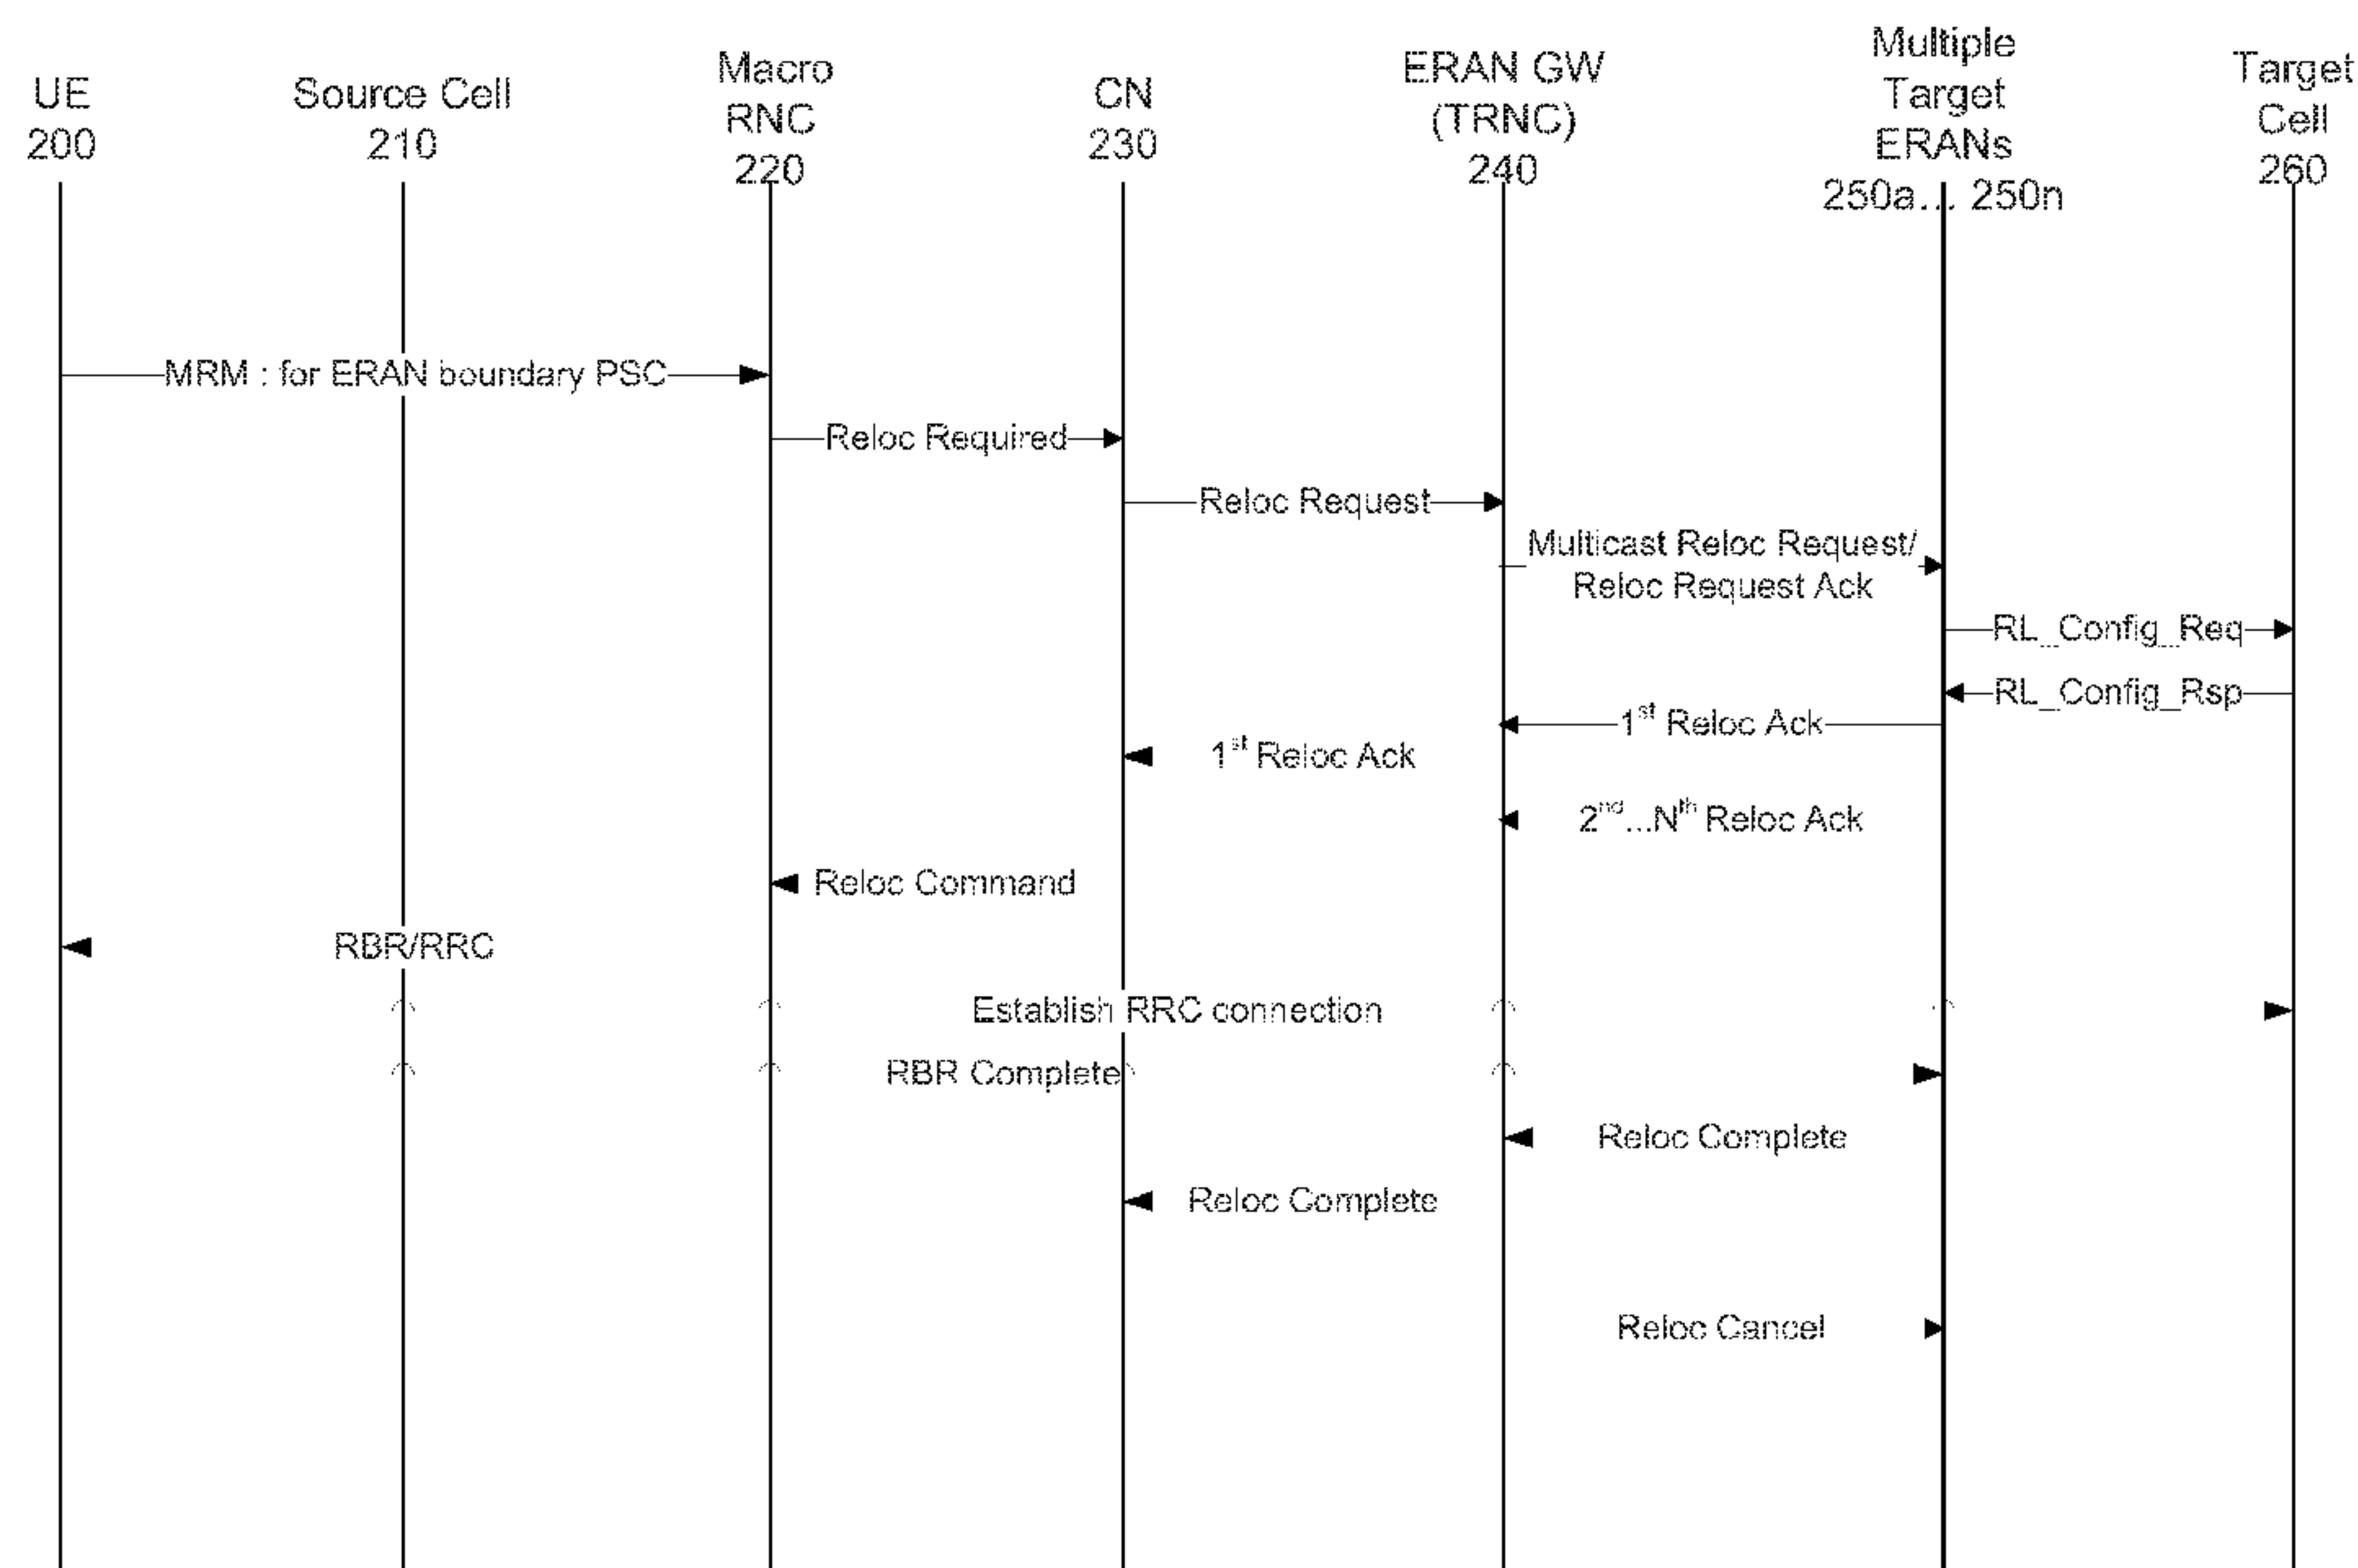 UE
200
Source Cell
210
Macro
RNC
220
CN
230
ERAN GW
(TRNC)
240
Multiple
Target
ERANs
250a... 250n
Target
Cell
260
MRM : for ERAN boundary PSC
Reloc Required
Reloc Request
Multicast Reloc Request/
Reloc Request Ack
RL_Config_Req
RL_Config_Rsp
1st Reloc Ack
1st Reloc Ack
2nd...Nth Reloc Ack
Reloc Command
RBR/RRC
Establish RRC connection
RBR Complete
Reloc Complete
Reloc Complete
Reloc Cancel